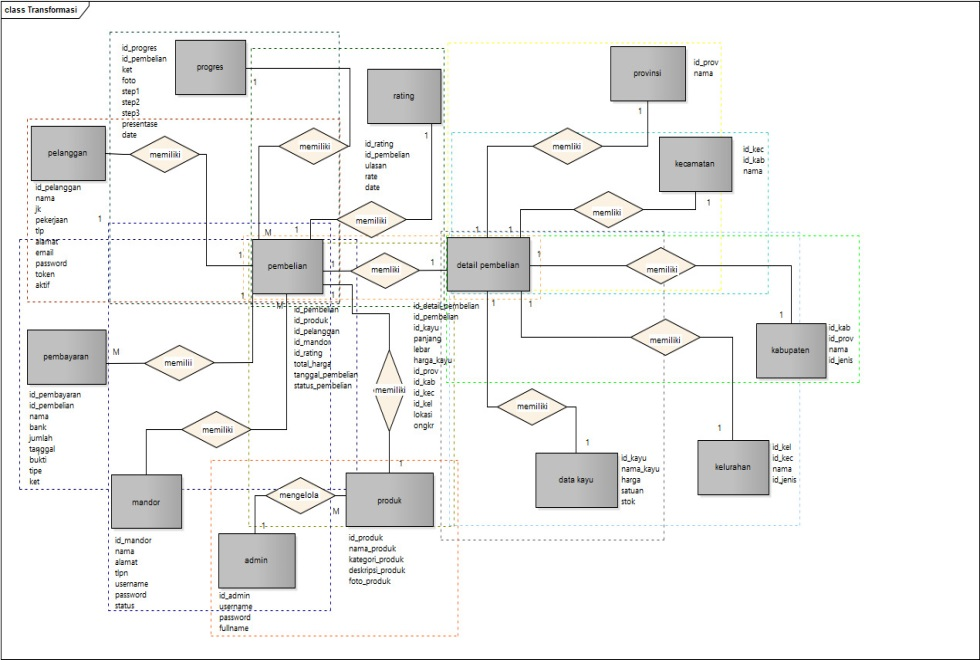 class Transformasi
id_progres
id_pembelian
ket
foto
step1
step2
step3
presentase
date
progres
1
rating
1
id_rating
id_pembelian
ulasan
rate
date
provinsi
id_prov
nama
1
kecamatan
id_kec
id_kab
nama
1
pelanggan
id_pelanggan
nama
jk
pekerjaan
tlp
alamat
email
password
token
aktif
1
memiliki
memiliki
memiliki
memliki
memliki
M
1
1
1
pembelian
1
1
1
1
M
memliki
1
detail pembelian
1
1
1
memiliki
1
kabupaten
id_kab
id_prov
nama
id_jenis
id_pembelian
id_produk
id_pelanggan
id_mandor
id_rating
total_harga
tanggal_pembelian
status_pembelian
id_detail_pembelian
id_pembelian
id_kayu
panjang
lebar
harga_kayu
id_prov
id_kab
id_kec
id_kel
lokasi
ongkr
memiliki
pembayaran
M
memilii
id_pembayaran
id_pembelian
nama
bank
jumlah
tanggal
bukti
tipe
ket
memiliki
memiliki
memiliki
1
data kayu
id_kayu
nama_kayu
harga
satuan
stok
1
kelurahan
id_kel
id_kec
nama
id_jenis
mandor
id_mandor
nama
alamat
tlpn
username
password
status
mengelola
M
1
produk
id_produk
nama_produk
kategori_produk
deskripsi_produk
foto_produk
1
admin
id_admin
username
password
fullname